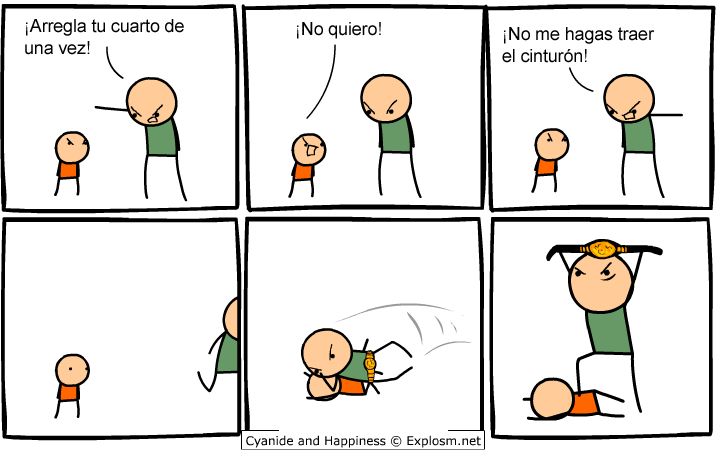 ¡Arregla tu cuarto de
una vez!
¡No quiero!
¡No me hagas traer
el cinturón!
Cyanide and Happiness © Explosm.net